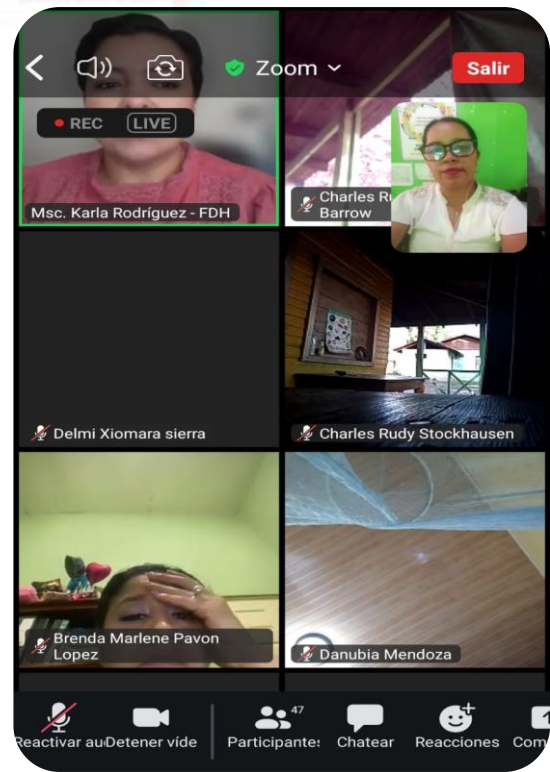 Zoom
Salir
REC LIVE
Msc. Karla Rodríguez - FDH
Charles R
Barrow
Delmi Xiomara sierra
Charles Rudy Stockhausen
Brenda Marlene Pavon
Lopez
Danubia Mendoza
47
Reactivar au Detener víde Participante Chatear Reacciones Com